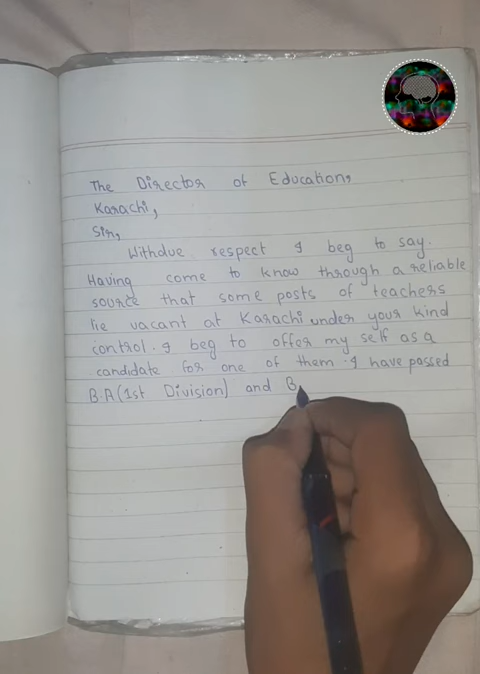 The Director of Education,
Karachi,
Sir,
Withdue respect I beg to say.
Having come to know through a reliable
source that some posts of teachers
lie vacant at Karachi under your kind
control. I beg to offer my self as a
candidate for one of them. I have passed
B.A (1st Division) and B